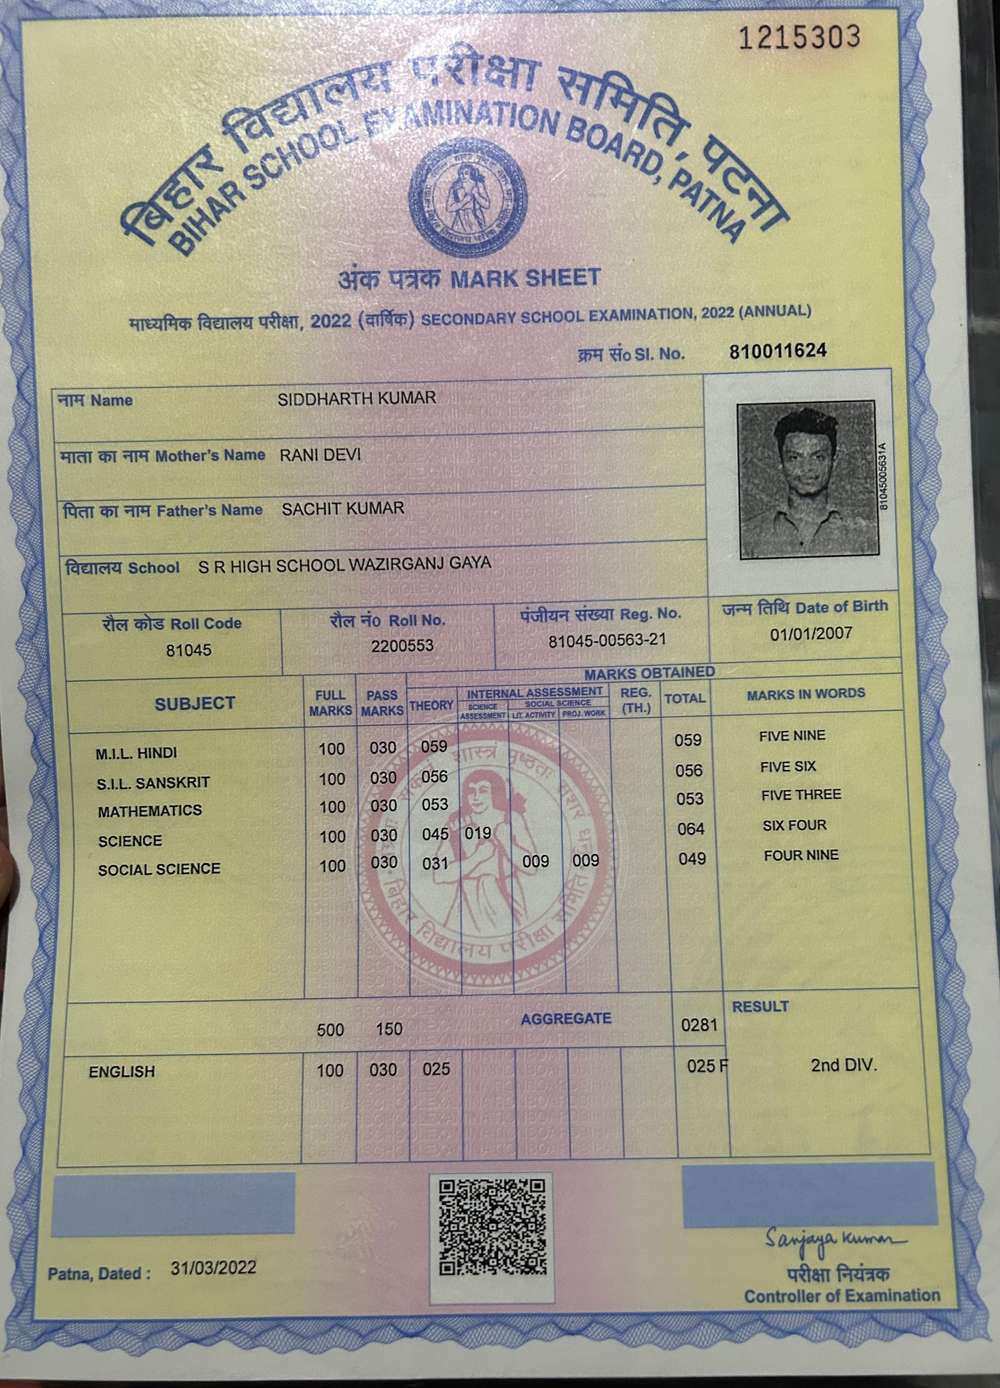 1215303
बिहार विद्यालय परीक्षा समिति, पटना
BIHAR SCHOOL EXAMINATION BOARD, PATNA
अंक पत्रक MARK SHEET
माध्यमिक विद्यालय परीक्षा, 2022 (वार्षिक) SECONDARY SCHOOL EXAMINATION, 2022 (ANNUAL)
क्रम सं० Sl. No. 810011624
नाम Name SIDDHARTH KUMAR
माता का नाम Mother's Name RANI DEVI
पिता का नाम Father's Name SACHIT KUMAR
विद्यालय School S R HIGH SCHOOL WAZIRGANJ GAYA
81045005631A
रौल कोड Roll Code रौल नं० Roll No. पंजीयन संख्या Reg. No. जन्म तिथि Date of Birth
81045 2200553 81045-00563-21 01/01/2007
MARKS OBTAINED
SUBJECT FULL MARKS PASS MARKS THEORY INTERNAL ASSESSMENT REG. (TH.) TOTAL MARKS IN WORDS
SCIENCE ASSESSMENT SOCIAL SCIENCE LIT. ACTIVITY PROJ. WORK
M.I.L. HINDI 100 030 059 059 FIVE NINE
S.I.L. SANSKRIT 100 030 056 056 FIVE SIX
MATHEMATICS 100 030 053 053 FIVE THREE
SCIENCE 100 030 045 019 064 SIX FOUR
SOCIAL SCIENCE 100 030 031 009 009 049 FOUR NINE
बिहार विद्यालय परीक्षा समिति
500 150 AGGREGATE 0281 RESULT
ENGLISH 100 030 025 025 F 2nd DIV.
Sanjaya Kumar
Patna, Dated : 31/03/2022
परीक्षा नियंत्रक
Controller of Examination